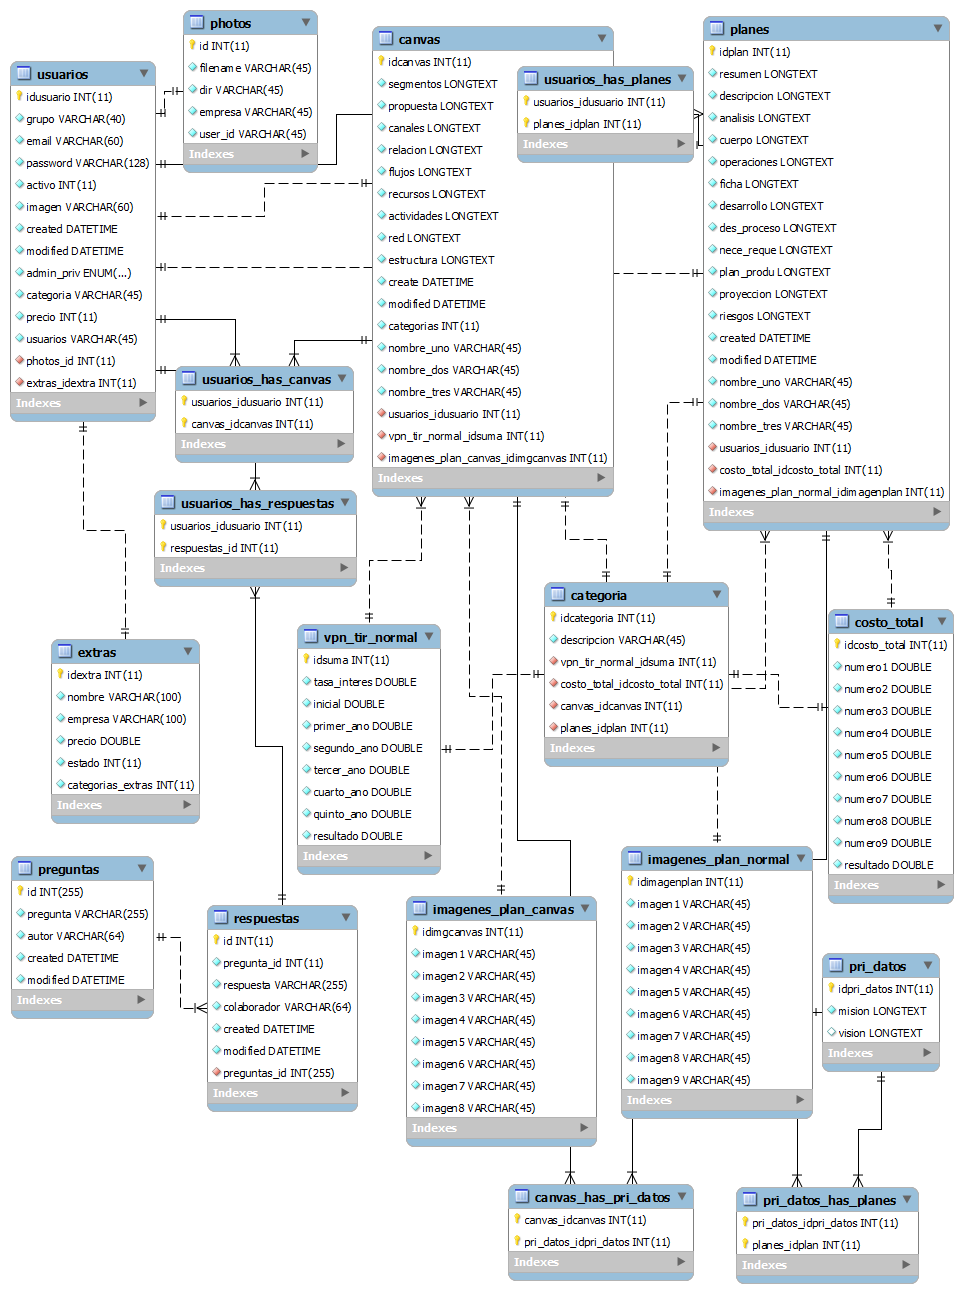 photos
id INT(11)
filename VARCHAR(45)
dir VARCHAR(45)
empresa VARCHAR(45)
user_id VARCHAR(45)
Indexes
usuarios
idusuario INT(11)
grupo VARCHAR(40)
email VARCHAR(60)
password VARCHAR(128)
activo INT(11)
imagen VARCHAR(60)
created DATETIME
modified DATETIME
admin_priv ENUM(...)
categoria VARCHAR(45)
precio INT(11)
usuarios VARCHAR(45)
photos_id INT(11)
extras_idextra INT(11)
Indexes
canvas
idcanvas INT(11)
segmentos LONGTEXT
propuesta LONGTEXT
canales LONGTEXT
relacion LONGTEXT
flujos LONGTEXT
recursos LONGTEXT
actividades LONGTEXT
red LONGTEXT
estructura LONGTEXT
create DATETIME
modified DATETIME
categorias INT(11)
nombre_uno VARCHAR(45)
nombre_dos VARCHAR(45)
nombre_tres VARCHAR(45)
usuarios_idusuario INT(11)
vpn_tir_normal_idsuma INT(11)
imagenes_plan_canvas_idimgcanvas INT(11)
Indexes
usuarios_has_planes
usuarios_idusuario INT(11)
planes_idplan INT(11)
Indexes
planes
idplan INT(11)
resumen LONGTEXT
descripcion LONGTEXT
analisis LONGTEXT
cuerpo LONGTEXT
operaciones LONGTEXT
ficha LONGTEXT
desarrollo LONGTEXT
des_proceso LONGTEXT
nece_reque LONGTEXT
plan_produ LONGTEXT
proyeccion LONGTEXT
riesgos LONGTEXT
created DATETIME
modified DATETIME
nombre_uno VARCHAR(45)
nombre_dos VARCHAR(45)
nombre_tres VARCHAR(45)
usuarios_idusuario INT(11)
costo_total_idcosto_total INT(11)
imagenes_plan_normal_idimagenplan INT(11)
Indexes
usuarios_has_canvas
usuarios_idusuario INT(11)
canvas_idcanvas INT(11)
Indexes
usuarios_has_respuestas
usuarios_idusuario INT(11)
respuestas_id INT(11)
Indexes
extras
idextra INT(11)
nombre VARCHAR(100)
empresa VARCHAR(100)
precio DOUBLE
estado INT(11)
categorias_extras INT(11)
Indexes
vpn_tir_normal
idsuma INT(11)
tasa_interes DOUBLE
inicial DOUBLE
primer_ano DOUBLE
segundo_ano DOUBLE
tercer_ano DOUBLE
cuarto_ano DOUBLE
quinto_ano DOUBLE
resultado DOUBLE
Indexes
categoria
idcategoria INT(11)
descripcion VARCHAR(45)
vpn_tir_normal_idsuma INT(11)
costo_total_idcosto_total INT(11)
canvas_idcanvas INT(11)
planes_idplan INT(11)
Indexes
costo_total
idcosto_total INT(11)
numero1 DOUBLE
numero2 DOUBLE
numero3 DOUBLE
numero4 DOUBLE
numero5 DOUBLE
numero6 DOUBLE
numero7 DOUBLE
numero8 DOUBLE
numero9 DOUBLE
resultado DOUBLE
Indexes
preguntas
id INT(255)
pregunta VARCHAR(255)
autor VARCHAR(64)
created DATETIME
modified DATETIME
Indexes
respuestas
id INT(11)
pregunta_id INT(11)
respuesta VARCHAR(255)
colaborador VARCHAR(64)
created DATETIME
modified DATETIME
preguntas_id INT(255)
Indexes
imagenes_plan_canvas
idimgcanvas INT(11)
imagen1 VARCHAR(45)
imagen2 VARCHAR(45)
imagen3 VARCHAR(45)
imagen4 VARCHAR(45)
imagen5 VARCHAR(45)
imagen6 VARCHAR(45)
imagen7 VARCHAR(45)
imagen8 VARCHAR(45)
Indexes
imagenes_plan_normal
idimagenplan INT(11)
imagen1 VARCHAR(45)
imagen2 VARCHAR(45)
imagen3 VARCHAR(45)
imagen4 VARCHAR(45)
imagen5 VARCHAR(45)
imagen6 VARCHAR(45)
imagen7 VARCHAR(45)
imagen8 VARCHAR(45)
imagen9 VARCHAR(45)
Indexes
pri_datos
idpri_datos INT(11)
mision LONGTEXT
vision LONGTEXT
Indexes
canvas_has_pri_datos
canvas_idcanvas INT(11)
pri_datos_idpri_datos INT(11)
Indexes
pri_datos_has_planes
pri_datos_idpri_datos INT(11)
planes_idplan INT(11)
Indexes